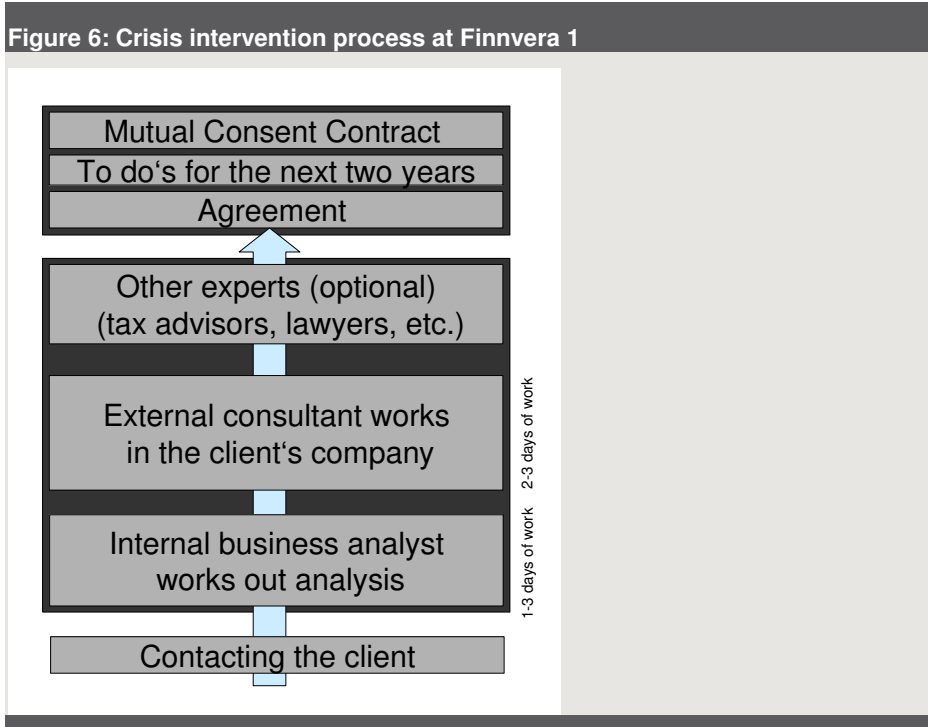 Figure 6: Crisis intervention process at Finnvera 1
Mutual Consent Contract
To do‘s for the next two years
Agreement
Other experts (optional)
(tax advisors, lawyers, etc.)
External consultant works
in the client‘s company
2-3 days of work
Internal business analyst
works out analysis
1-3 days of work
Contacting the client